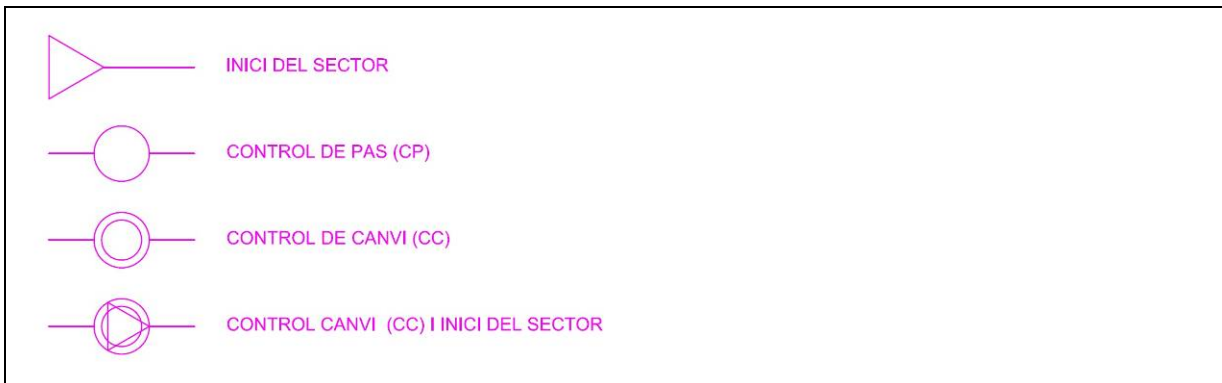 INICI DEL SECTOR
CONTROL DE PAS (CP)
CONTROL DE CANVI (CC)
CONTROL CANVI (CC) I INICI DEL SECTOR